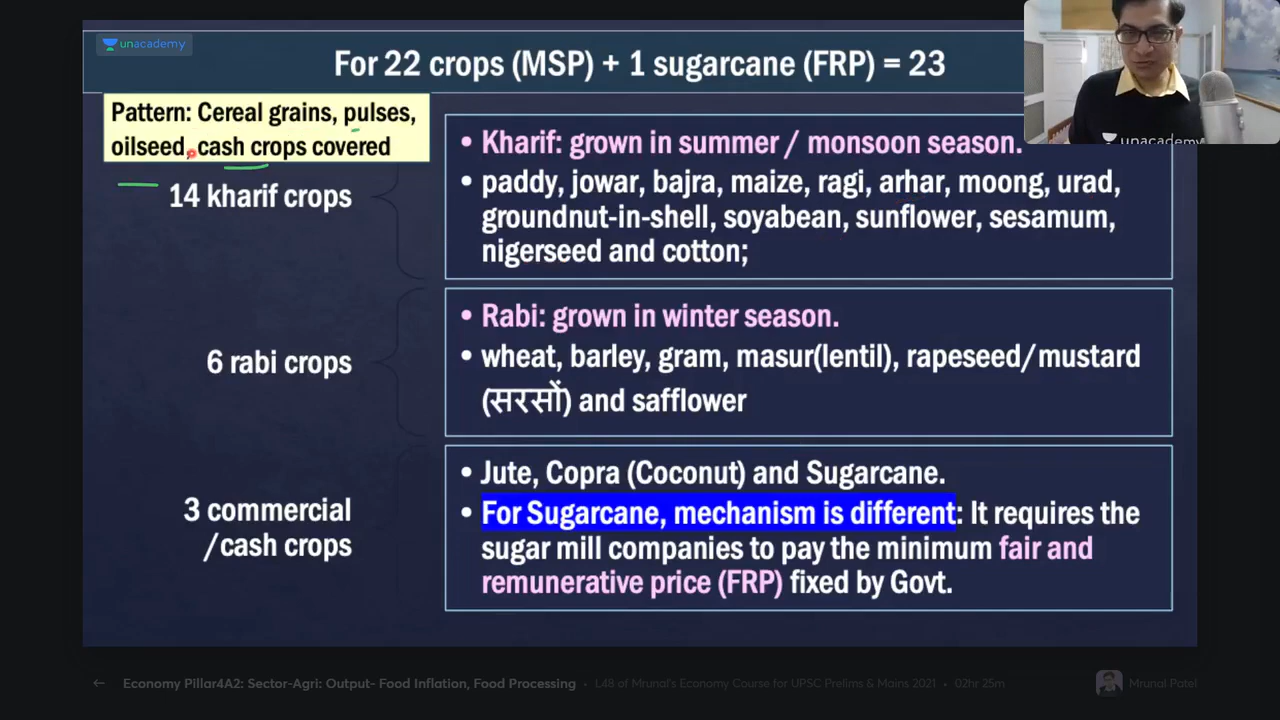 unacademy
For 22 crops (MSP) + 1 sugarcane (FRP) = 23
Pattern: Cereal grains, pulses,
oilseed, cash crops covered
14 kharif crops
• Kharif: grown in summer / monsoon season.
• paddy, jowar, bajra, maize, ragi, arhar, moong, urad,
groundnut-in-shell, soyabean, sunflower, sesamum,
nigerseed and cotton;
6 rabi crops
• Rabi: grown in winter season.
• wheat, barley, gram, masur(lentil), rapeseed/mustard
(सरसों) and safflower
3 commercial
/cash crops
• Jute, Copra (Coconut) and Sugarcane.
• For Sugarcane, mechanism is different: It requires the
sugar mill companies to pay the minimum fair and
remunerative price (FRP) fixed by Govt.
unacademy
← Economy Pillar4A2: Sector-Agri: Output- Food Inflation, Food Processing • L48 of Mrunal's Economy Course for UPSC Prelims & Mains 2021 • 02hr 25m
Mrunal Patel